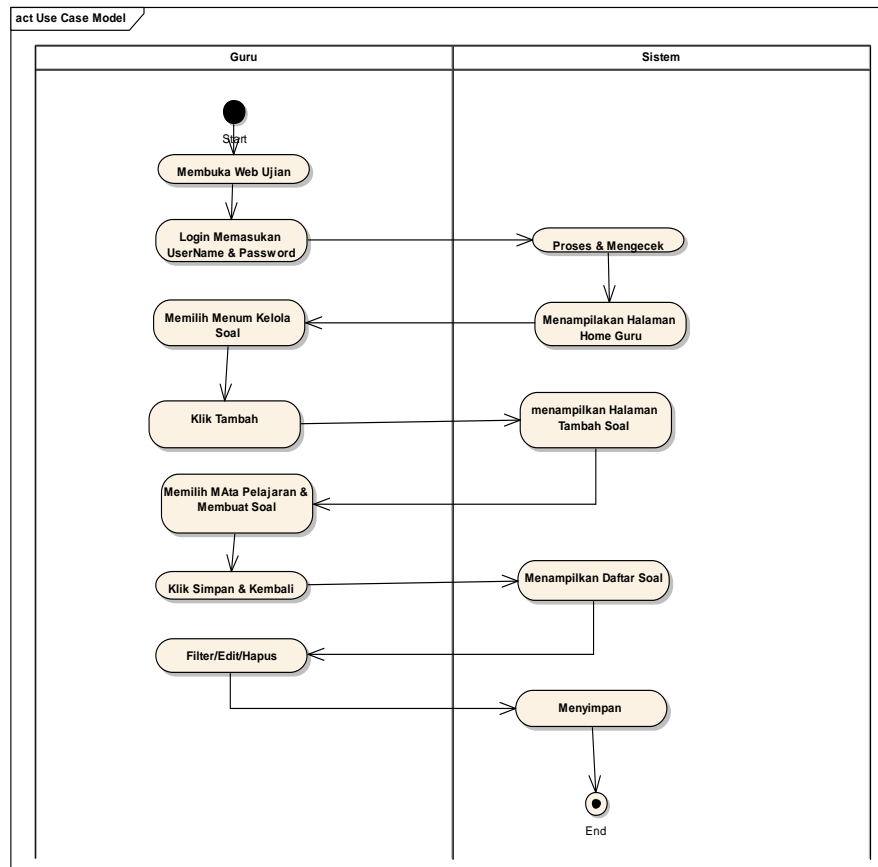 act Use Case Model
Guru
Sistem
Start
Membuka Web Ujian
Login Memasukan
UserName & Password
Proses & Mengecek
Menampilakan Halaman
Home Guru
Memilih Menum Kelola
Soal
Klik Tambah
menampilkan Halaman
Tambah Soal
Memilih MAta Pelajaran &
Membuat Soal
Klik Simpan & Kembali
Menampilkan Daftar Soal
Filter/Edit/Hapus
Menyimpan
End